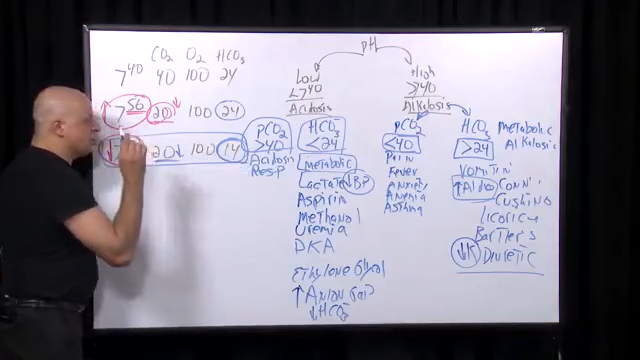 CO2 O2 HCO3
7 40 40 100 24
7 56 20 ↓ 100 24
20 ↓ 100 14
pH
Low
< 7.40
Acidosis
PCO2
>40
Acidosis
Resp
HCO3
<24
Metabolic
Lactate ↓BP
Aspirin
Methanol
Uremia
DKA
Ethylene Glycol
↑ Anion Gap
↓HCO3
High
>7.40
Alkalosis
PCO2
<40
Pain
Fever
Anxiety
Anemia
Asthma
HCO3
>24
Metabolic
Alkalosis
Vomitin
↑Aldo Conn'
Cushing
Licorice
Bartter's
↓K Diuretic